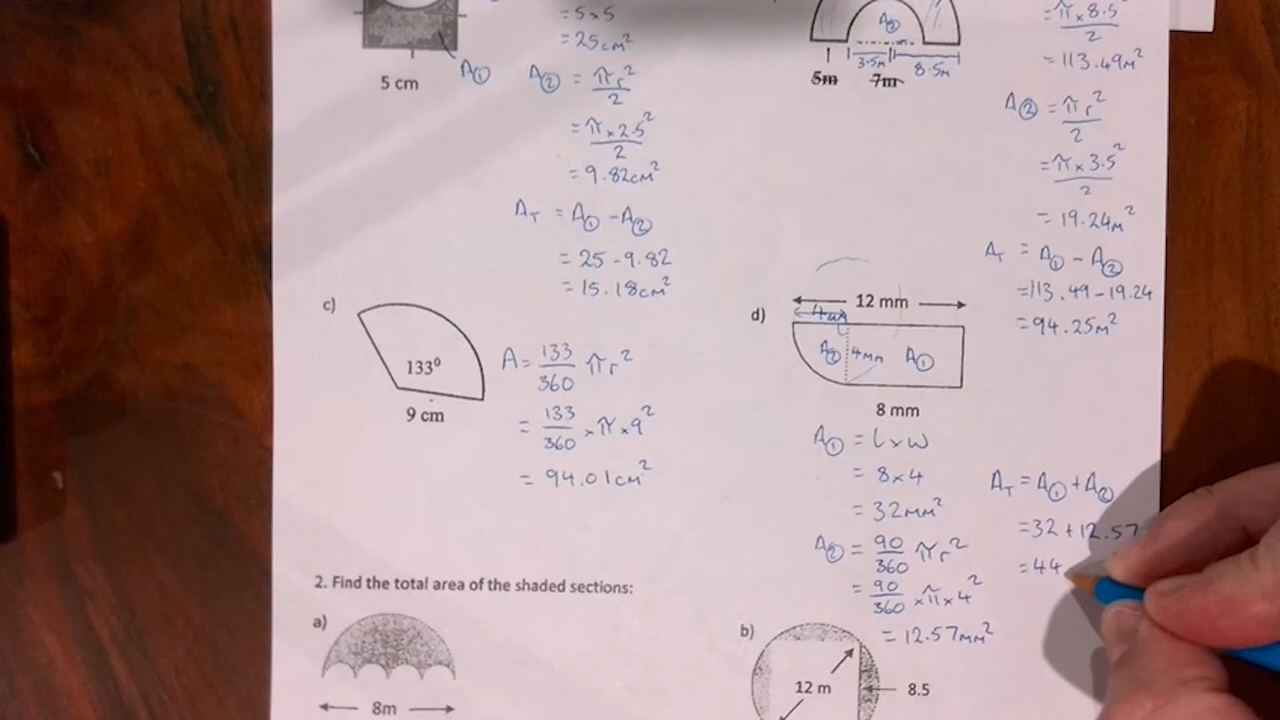 = 5 x 5
= 25cm²
5 cm
A①
A② = πr²
2
= π x 2.5²
2
= 9.82cm²
A_T = A① - A②
= 25 - 9.82
= 15.18cm²
A②
3.5m
8.5m
5m
7m
= π x 8.5²
2
= 113.49m²
A② = πr²
2
= π x 3.5²
2
= 19.24m²
A_T = A① - A②
= 113.49 - 19.24
= 94.25m²
c)
133⁰
9 cm
A = 133/360 πr²
= 133/360 x π x 9²
= 94.01cm²
d)
12 mm
4mm
A② 4mm A①
8 mm
A① = l x w
= 8 x 4
= 32mm²
A② = 90/360 πr²
= 90/360 x π x 4²
= 12.57mm²
A_T = A① + A②
= 32 + 12.57
= 44.
2. Find the total area of the shaded sections:
a)
8m
b)
12 m
8.5